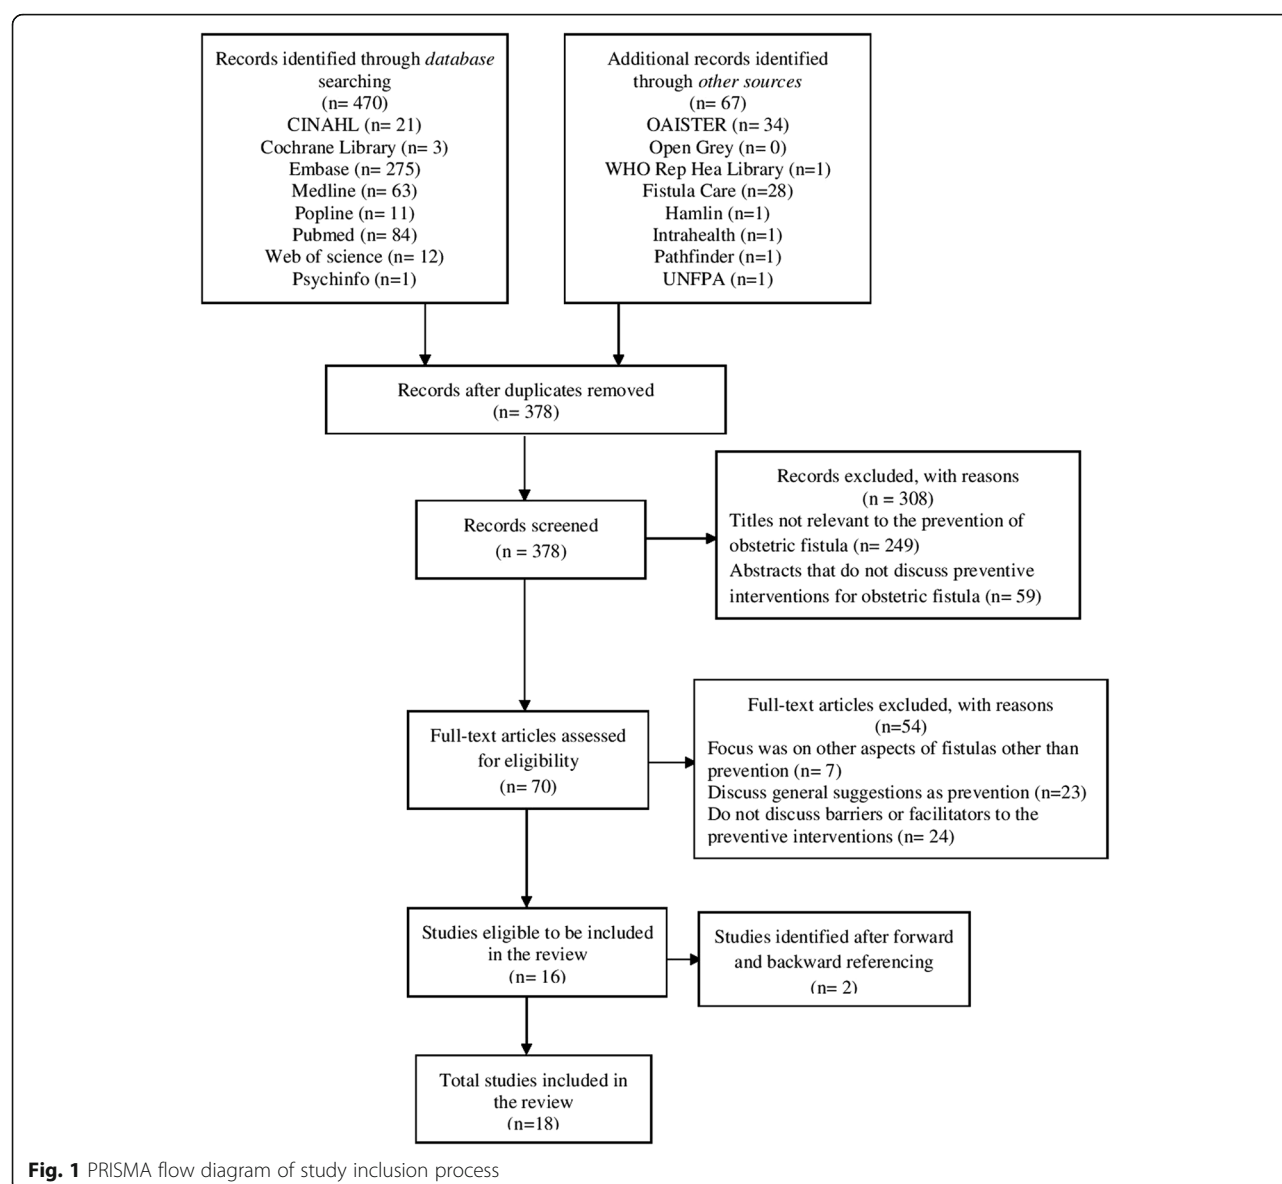 Records identified through database
searching
(n= 470)
CINAHL (n= 21)
Cochrane Library (n= 3)
Embase (n= 275)
Medline (n= 63)
Popline (n= 11)
Pubmed (n= 84)
Web of science (n= 12)
Psychinfo (n=1)
Additional records identified
through other sources
(n= 67)
OAISTER (n= 34)
Open Grey (n= 0)
WHO Rep Hea Library (n=1)
Fistula Care (n=28)
Hamlin (n=1)
Intrahealth (n=1)
Pathfinder (n=1)
UNFPA (n=1)
Records after duplicates removed
(n= 378)
Records screened
(n = 378)
Records excluded, with reasons
(n = 308)
Titles not relevant to the prevention of
obstetric fistula (n= 249)
Abstracts that do not discuss preventive
interventions for obstetric fistula (n= 59)
Full-text articles assessed
for eligibility
(n= 70)
Full-text articles excluded, with reasons
(n=54)
Focus was on other aspects of fistulas other than
prevention (n= 7)
Discuss general suggestions as prevention (n=23)
Do not discuss barriers or facilitators to the
preventive interventions (n= 24)
Studies eligible to be included
in the review
(n= 16)
Studies identified after forward
and backward referencing
(n= 2)
Total studies included in
the review
(n=18)
Fig. 1 PRISMA flow diagram of study inclusion process